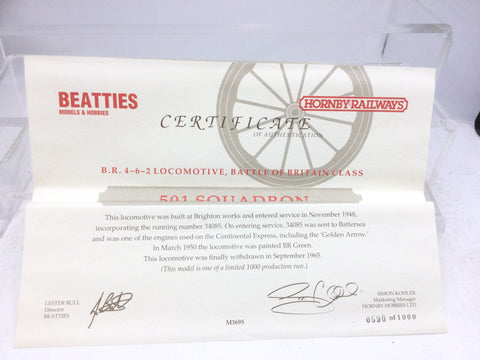 BEATTIES
MODELS & HOBBIES
HORNBY RAILWAYS
CERTIFICATE
OF AUTHENTICATION
B.R. 4-6-2 LOCOMOTIVE, BATTLE OF BRITAIN CLASS
501 SQUADRON
This locomotive was built at Brighton works and entered service in November 1948,
incorporating the running number 34085. On entering service, 34085 was sent to Battersea
and was one of the engines used on the Continental Express, including the 'Golden Arrow.'
In March 1950 the locomotive was painted BR Green.
This locomotive was finally withdrawn in September 1965.
(This model is one of a limited 1000 production run.)
LESTER BULL
Director
BEATTIES
SIMON KOHLER
Marketing Manager
HORNBY HOBBIES LTD
M3695
of 1000